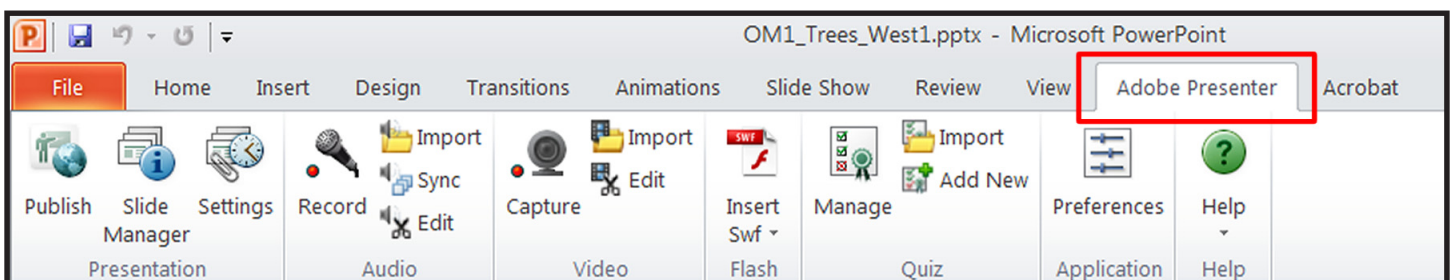 OM1_Trees_West1.pptx - Microsoft PowerPoint
File Home Insert Design Transitions Animations Slide Show Review View Adobe Presenter Acrobat
Publish
Slide Manager
Settings
Record
Import
Sync
Edit
Capture
Import
Edit
SWF
Insert Swf
Manage
Import
Add New
Preferences
Help
Presentation Audio Video Flash Quiz Application Help